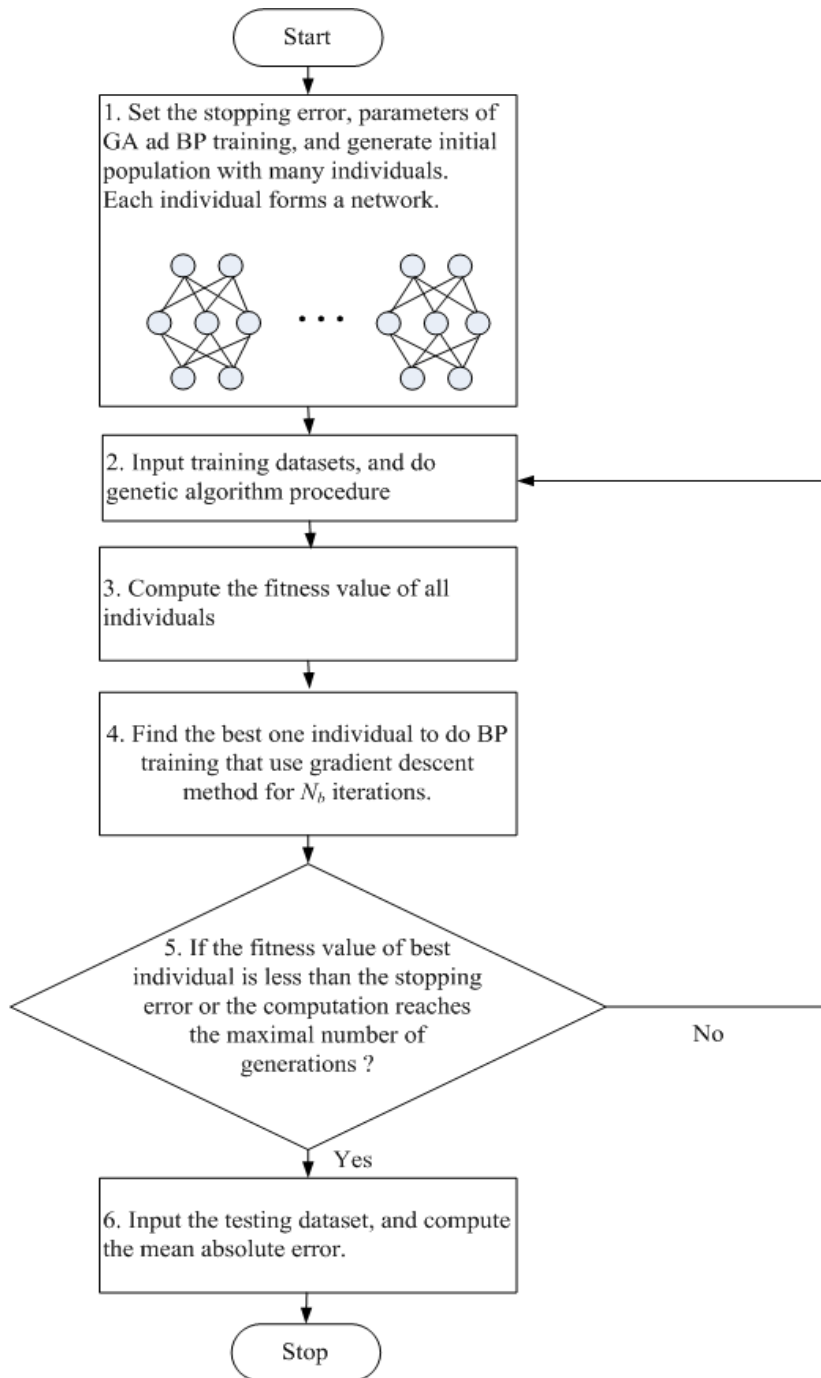 Start
1. Set the stopping error, parameters of
GA ad BP training, and generate initial
population with many individuals.
Each individual forms a network.
...
2. Input training datasets, and do
genetic algorithm procedure
3. Compute the fitness value of all
individuals
4. Find the best one individual to do BP
training that use gradient descent
method for N_b iterations.
5. If the fitness value of best
individual is less than the stopping
error or the computation reaches
the maximal number of
generations ?
No
Yes
6. Input the testing dataset, and compute
the mean absolute error.
Stop